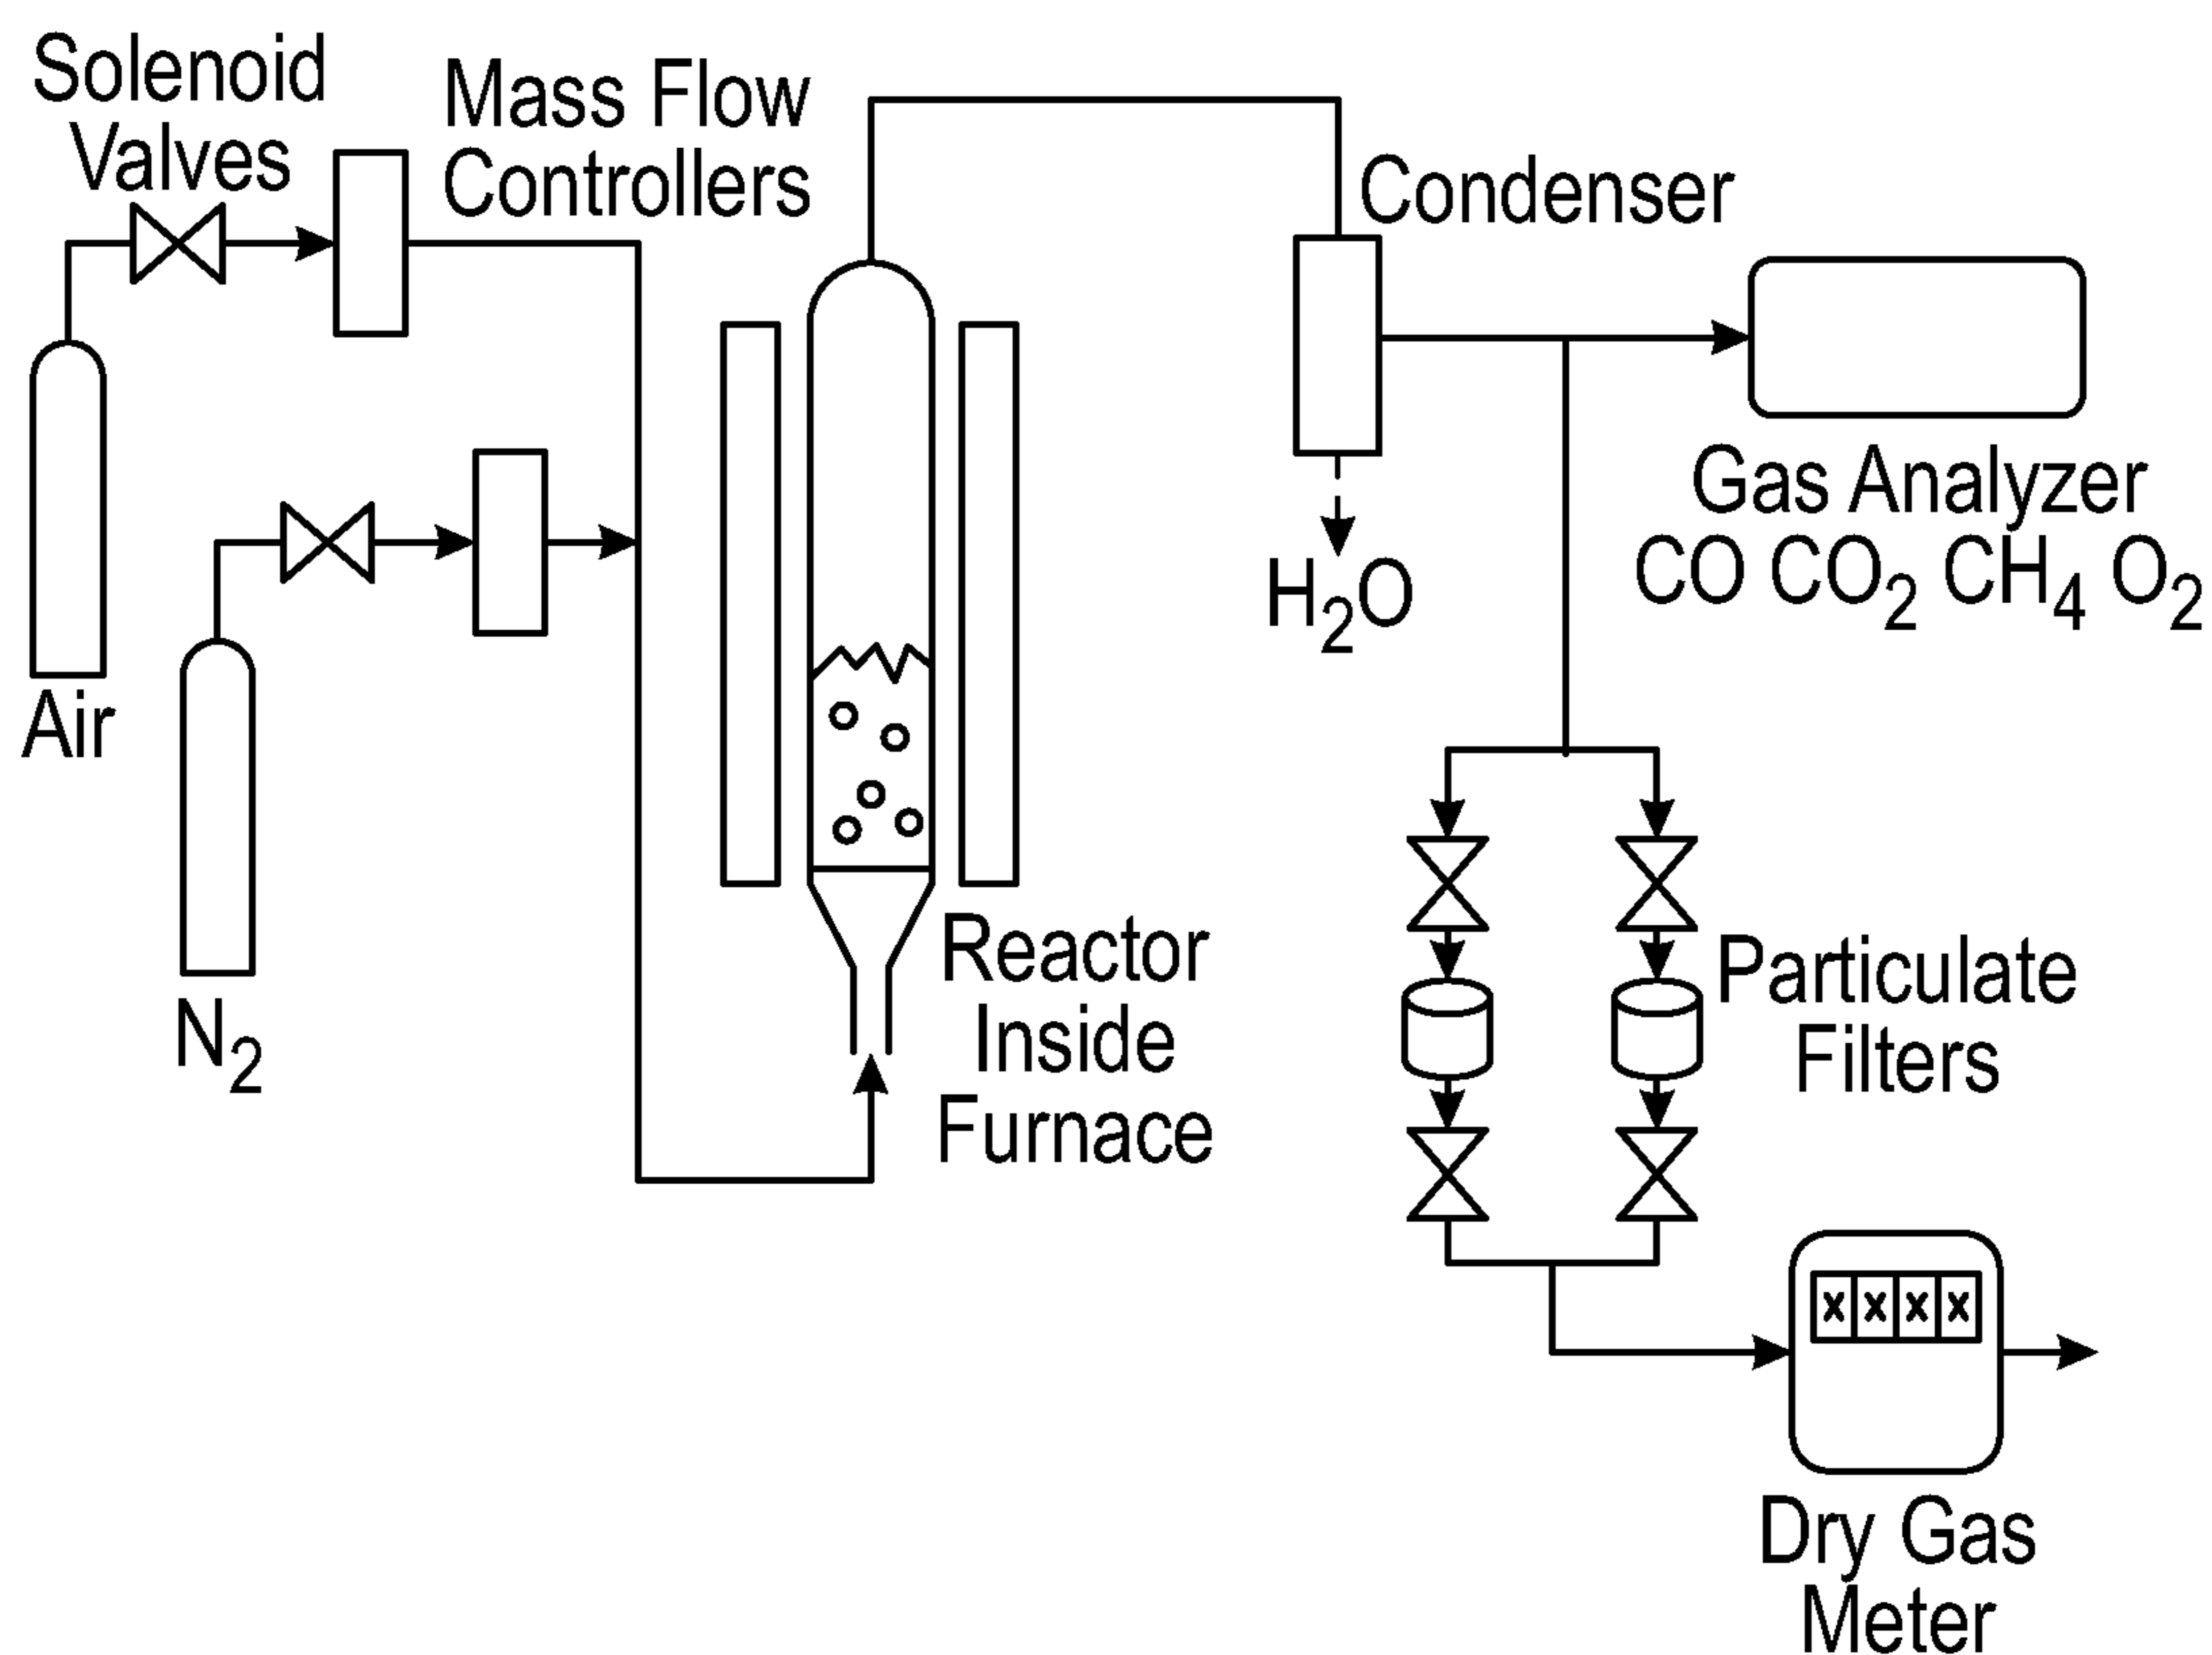 Solenoid
Valves
Mass Flow
Controllers
Condenser
Gas Analyzer
CO CO₂ CH₄ O₂
H₂O
Air
N₂
Reactor
Inside
Furnace
Particulate
Filters
x x x x
Dry Gas
Meter